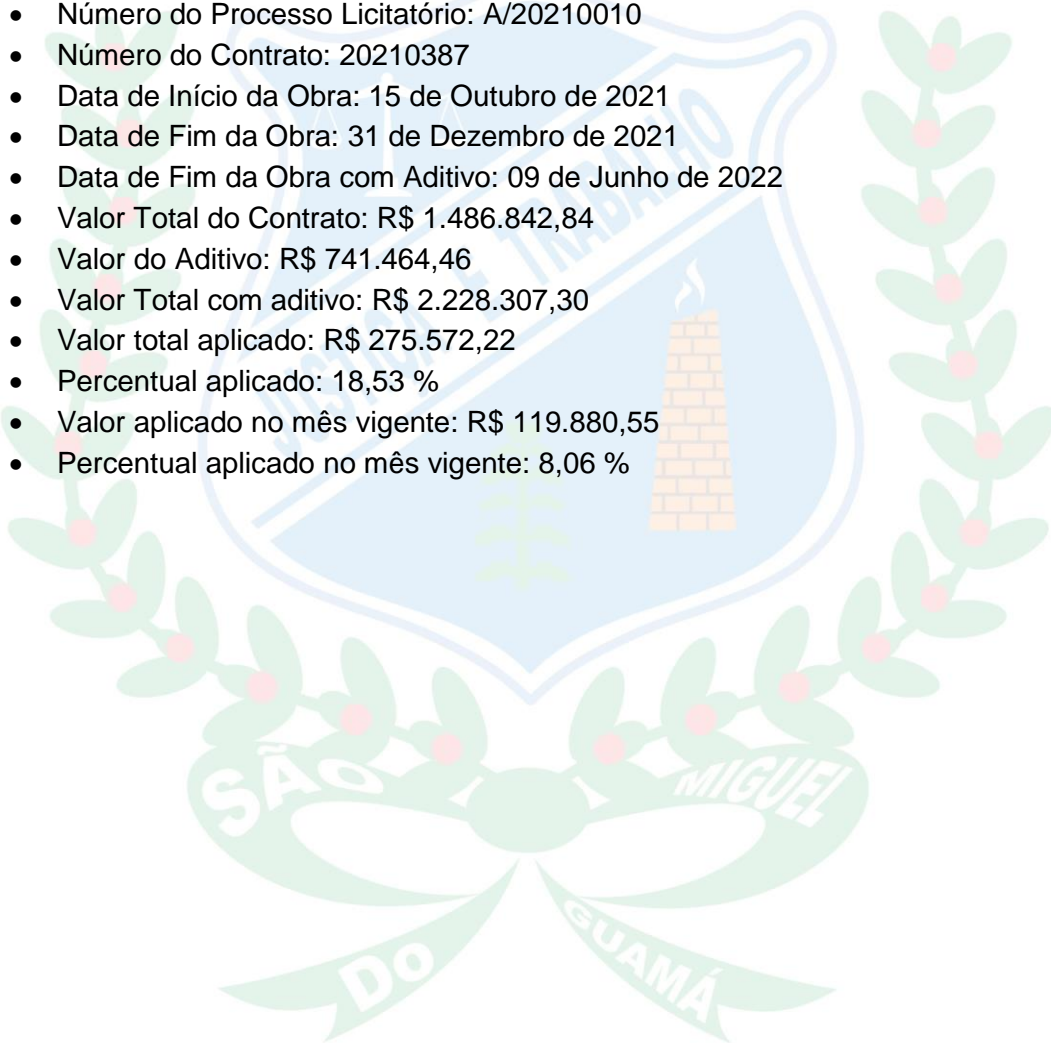 • Número do Processo Licitatório: A/20210010
• Número do Contrato: 20210387
• Data de Início da Obra: 15 de Outubro de 2021
• Data de Fim da Obra: 31 de Dezembro de 2021
• Data de Fim da Obra com Aditivo: 09 de Junho de 2022
• Valor Total do Contrato: R$ 1.486.842,84
• Valor do Aditivo: R$ 741.464,46
• Valor Total com aditivo: R$ 2.228.307,30
• Valor total aplicado: R$ 275.572,22
• Percentual aplicado: 18,53 %
• Valor aplicado no mês vigente: R$ 119.880,55
• Percentual aplicado no mês vigente: 8,06 %
JUSTIÇA E TRABALHO
SÃO MIGUEL
DO GUAMÁ